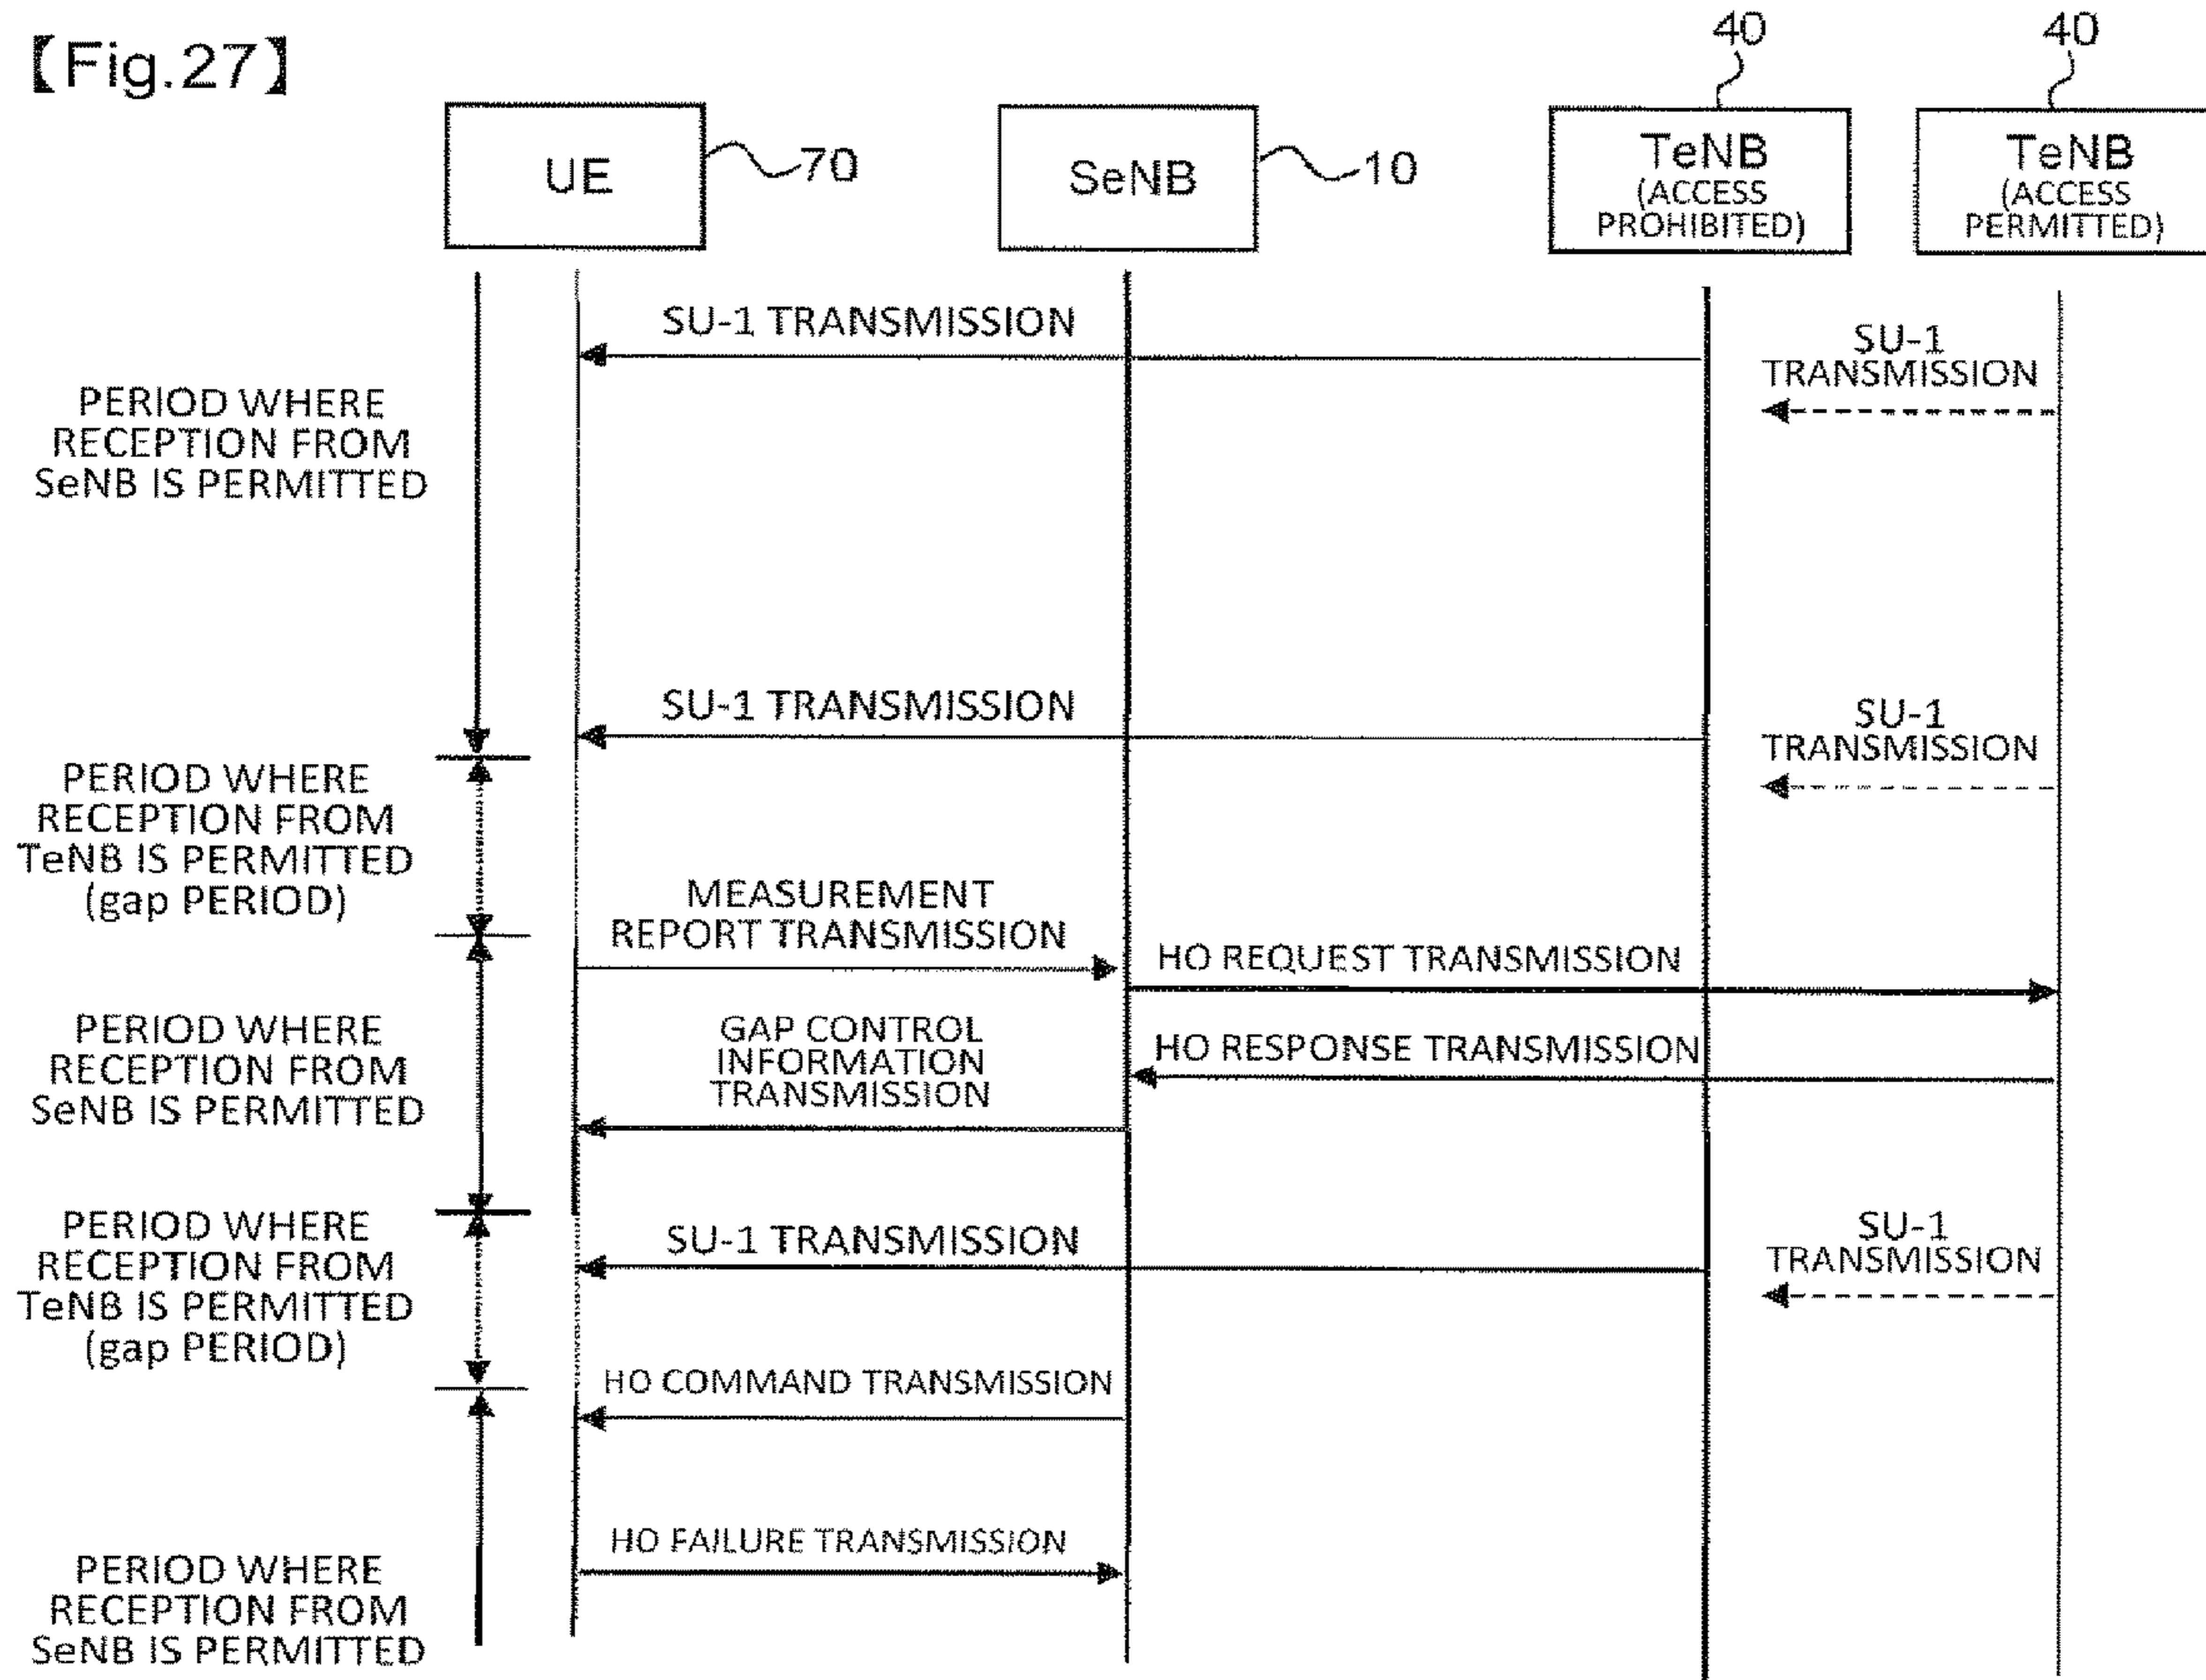 【Fig.27】
40
40
UE
70
SeNB
10
TeNB
(ACCESS
PROHIBITED)
TeNB
(ACCESS
PERMITTED)
SU-1 TRANSMISSION
SU-1
TRANSMISSION
PERIOD WHERE
RECEPTION FROM
SeNB IS PERMITTED
SU-1 TRANSMISSION
SU-1
TRANSMISSION
PERIOD WHERE
RECEPTION FROM
TeNB IS PERMITTED
(gap PERIOD)
MEASUREMENT
REPORT TRANSMISSION
HO REQUEST TRANSMISSION
PERIOD WHERE
RECEPTION FROM
SeNB IS PERMITTED
GAP CONTROL
INFORMATION
TRANSMISSION
HO RESPONSE TRANSMISSION
PERIOD WHERE
RECEPTION FROM
TeNB IS PERMITTED
(gap PERIOD)
SU-1 TRANSMISSION
SU-1
TRANSMISSION
HO COMMAND TRANSMISSION
HO FAILURE TRANSMISSION
PERIOD WHERE
RECEPTION FROM
SeNB IS PERMITTED